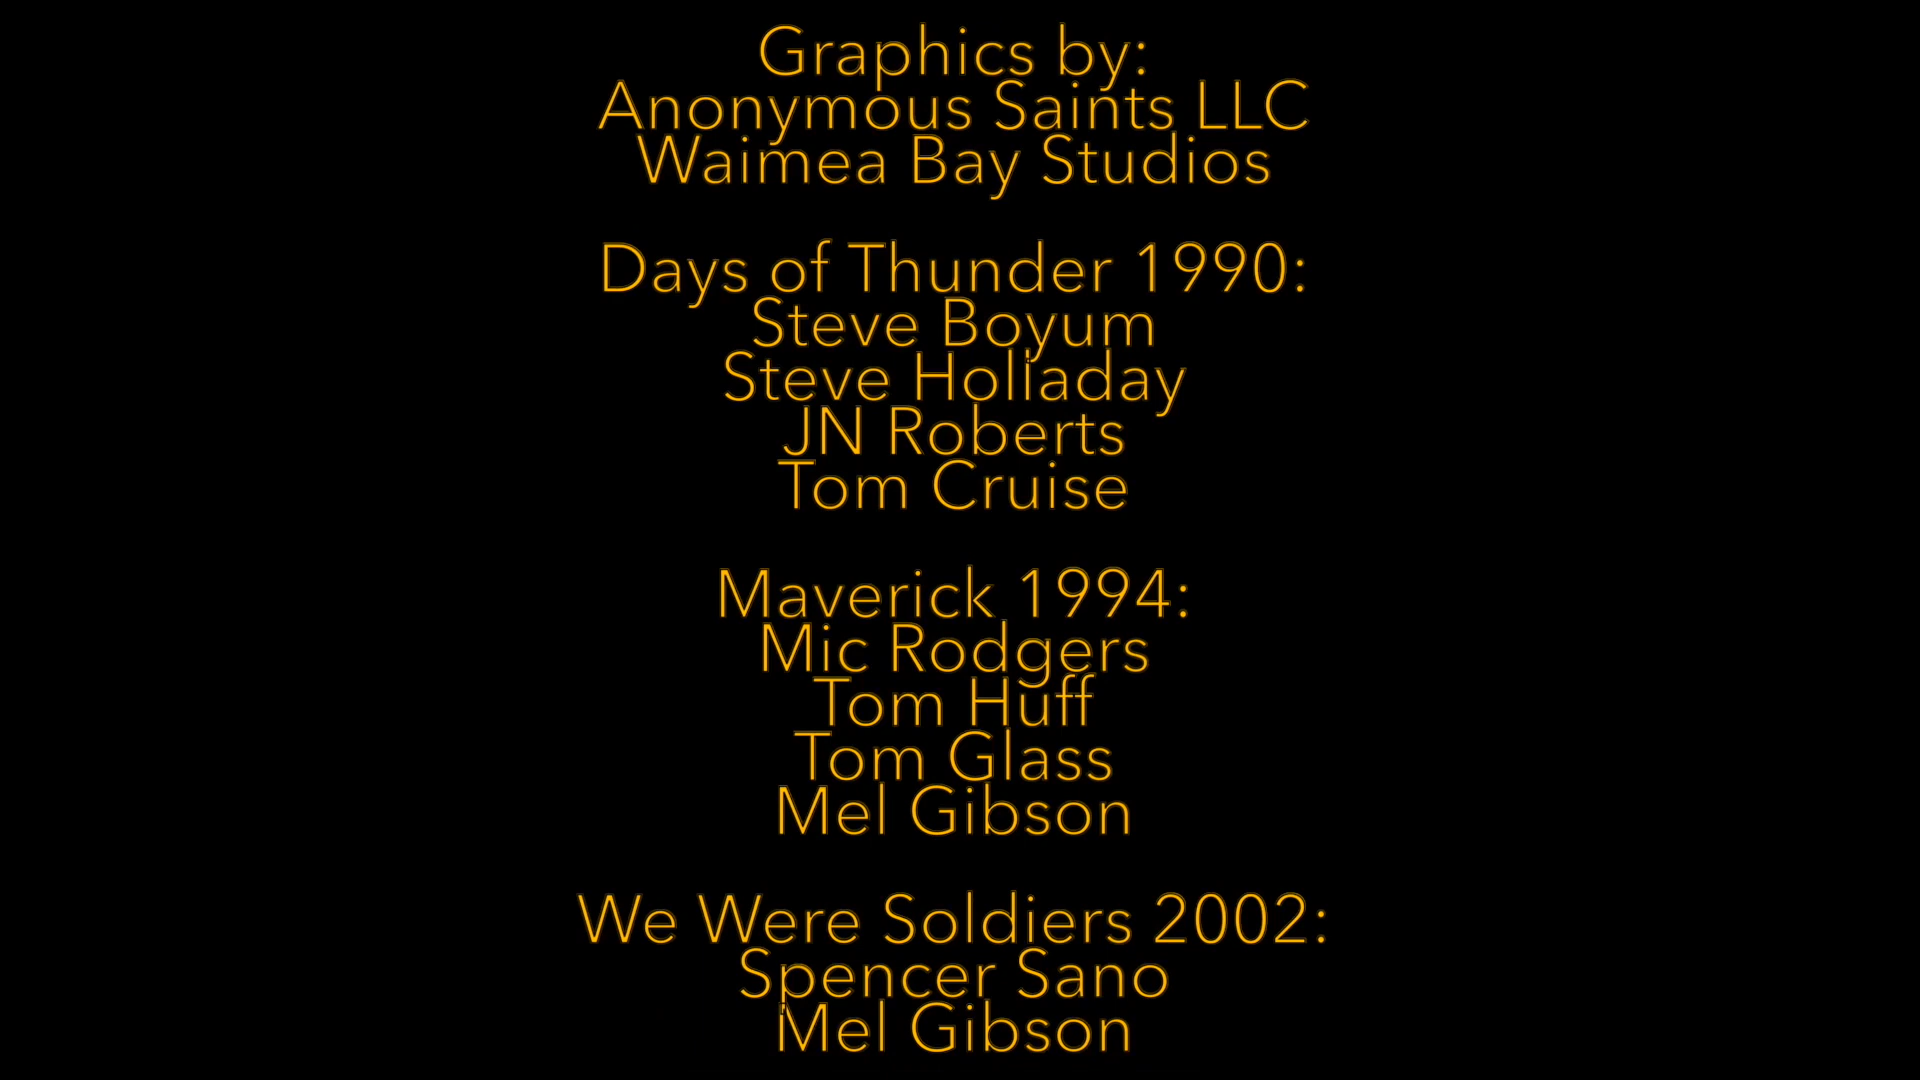 Graphics by:
Anonymous Saints LLC
Waimea Bay Studios
Days of Thunder 1990:
Steve Boyum
Steve Holladay
JN Roberts
Tom Cruise
Maverick 1994:
Mic Rodgers
Tom Huff
Tom Glass
Mel Gibson
We Were Soldiers 2002:
Spencer Sano
Mel Gibson